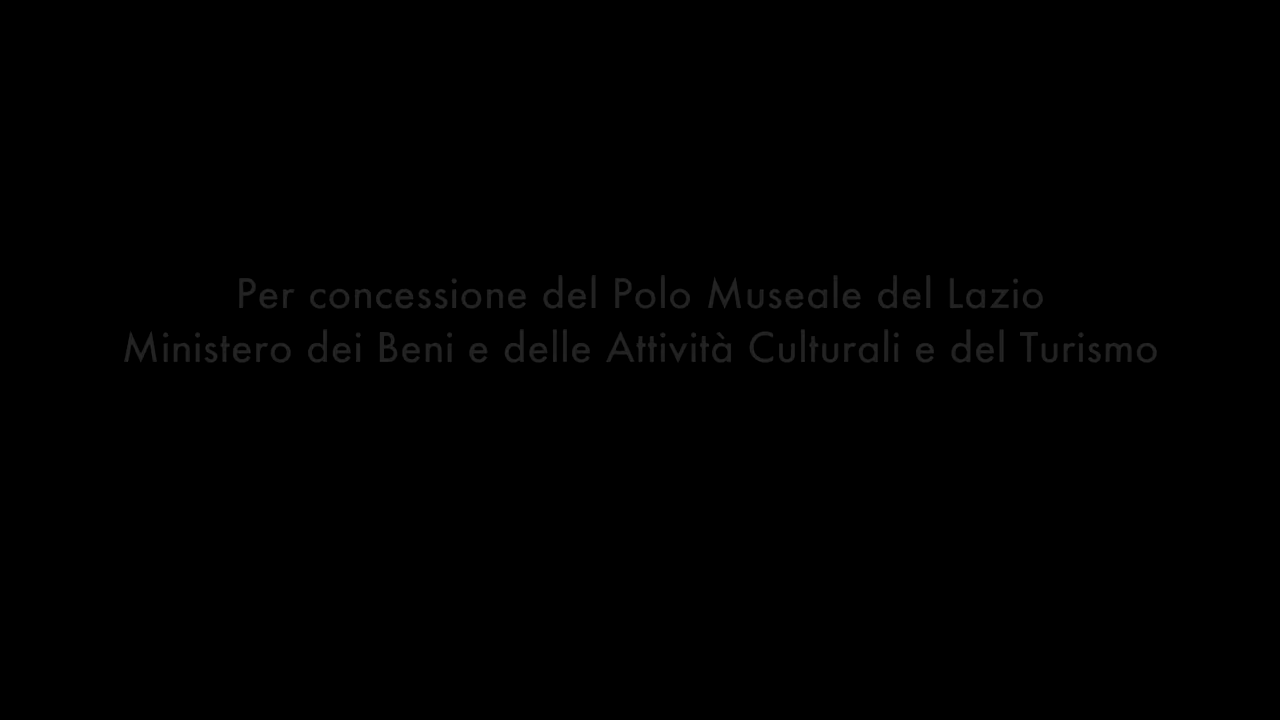 Per concessione del Polo Museale del Lazio
Ministero dei Beni e delle Attività Culturali e del Turismo